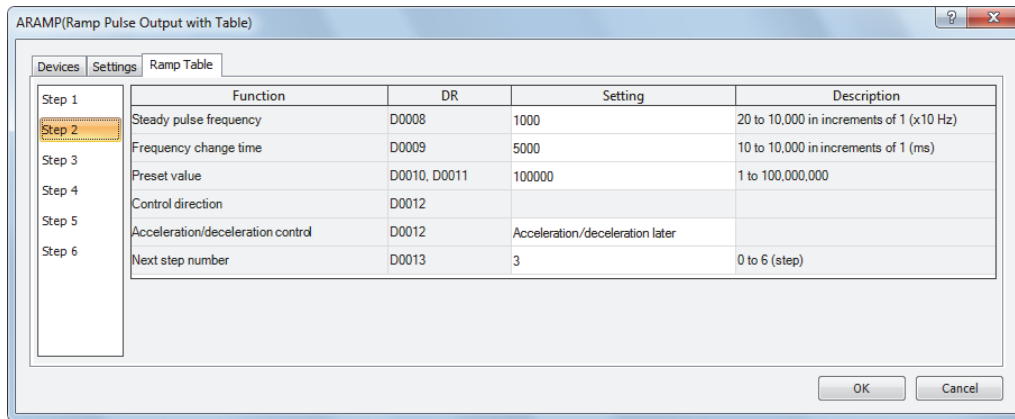 ARAMP(Ramp Pulse Output with Table)
Devices Settings Ramp Table
Step 1
Step 2
Step 3
Step 4
Step 5
Step 6
Function DR Setting Description
Steady pulse frequency D0008 1000 20 to 10,000 in increments of 1 (x10 Hz)
Frequency change time D0009 5000 10 to 10,000 in increments of 1 (ms)
Preset value D0010, D0011 100000 1 to 100,000,000
Control direction D0012
Acceleration/deceleration control D0012 Acceleration/deceleration later
Next step number D0013 3 0 to 6 (step)
OK Cancel